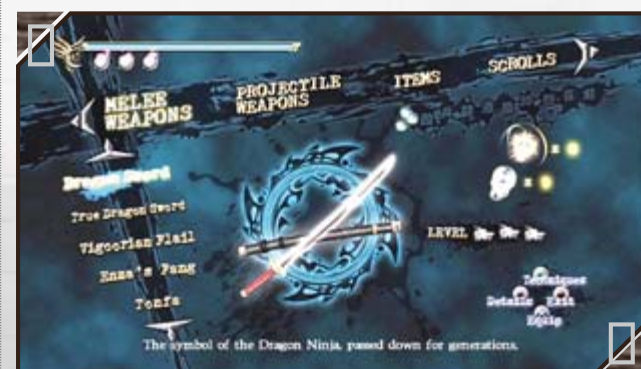 MELEE
WEAPONS
PROJECTILE
WEAPONS
ITEMS
SCROLLS
Dragon Sword
True Dragon Sword
Vigoorian Flail
Enma's Fang
Tonfa
LEVEL
Techniques
Details Exit
Equip
The symbol of the Dragon Ninja, passed down for generations.